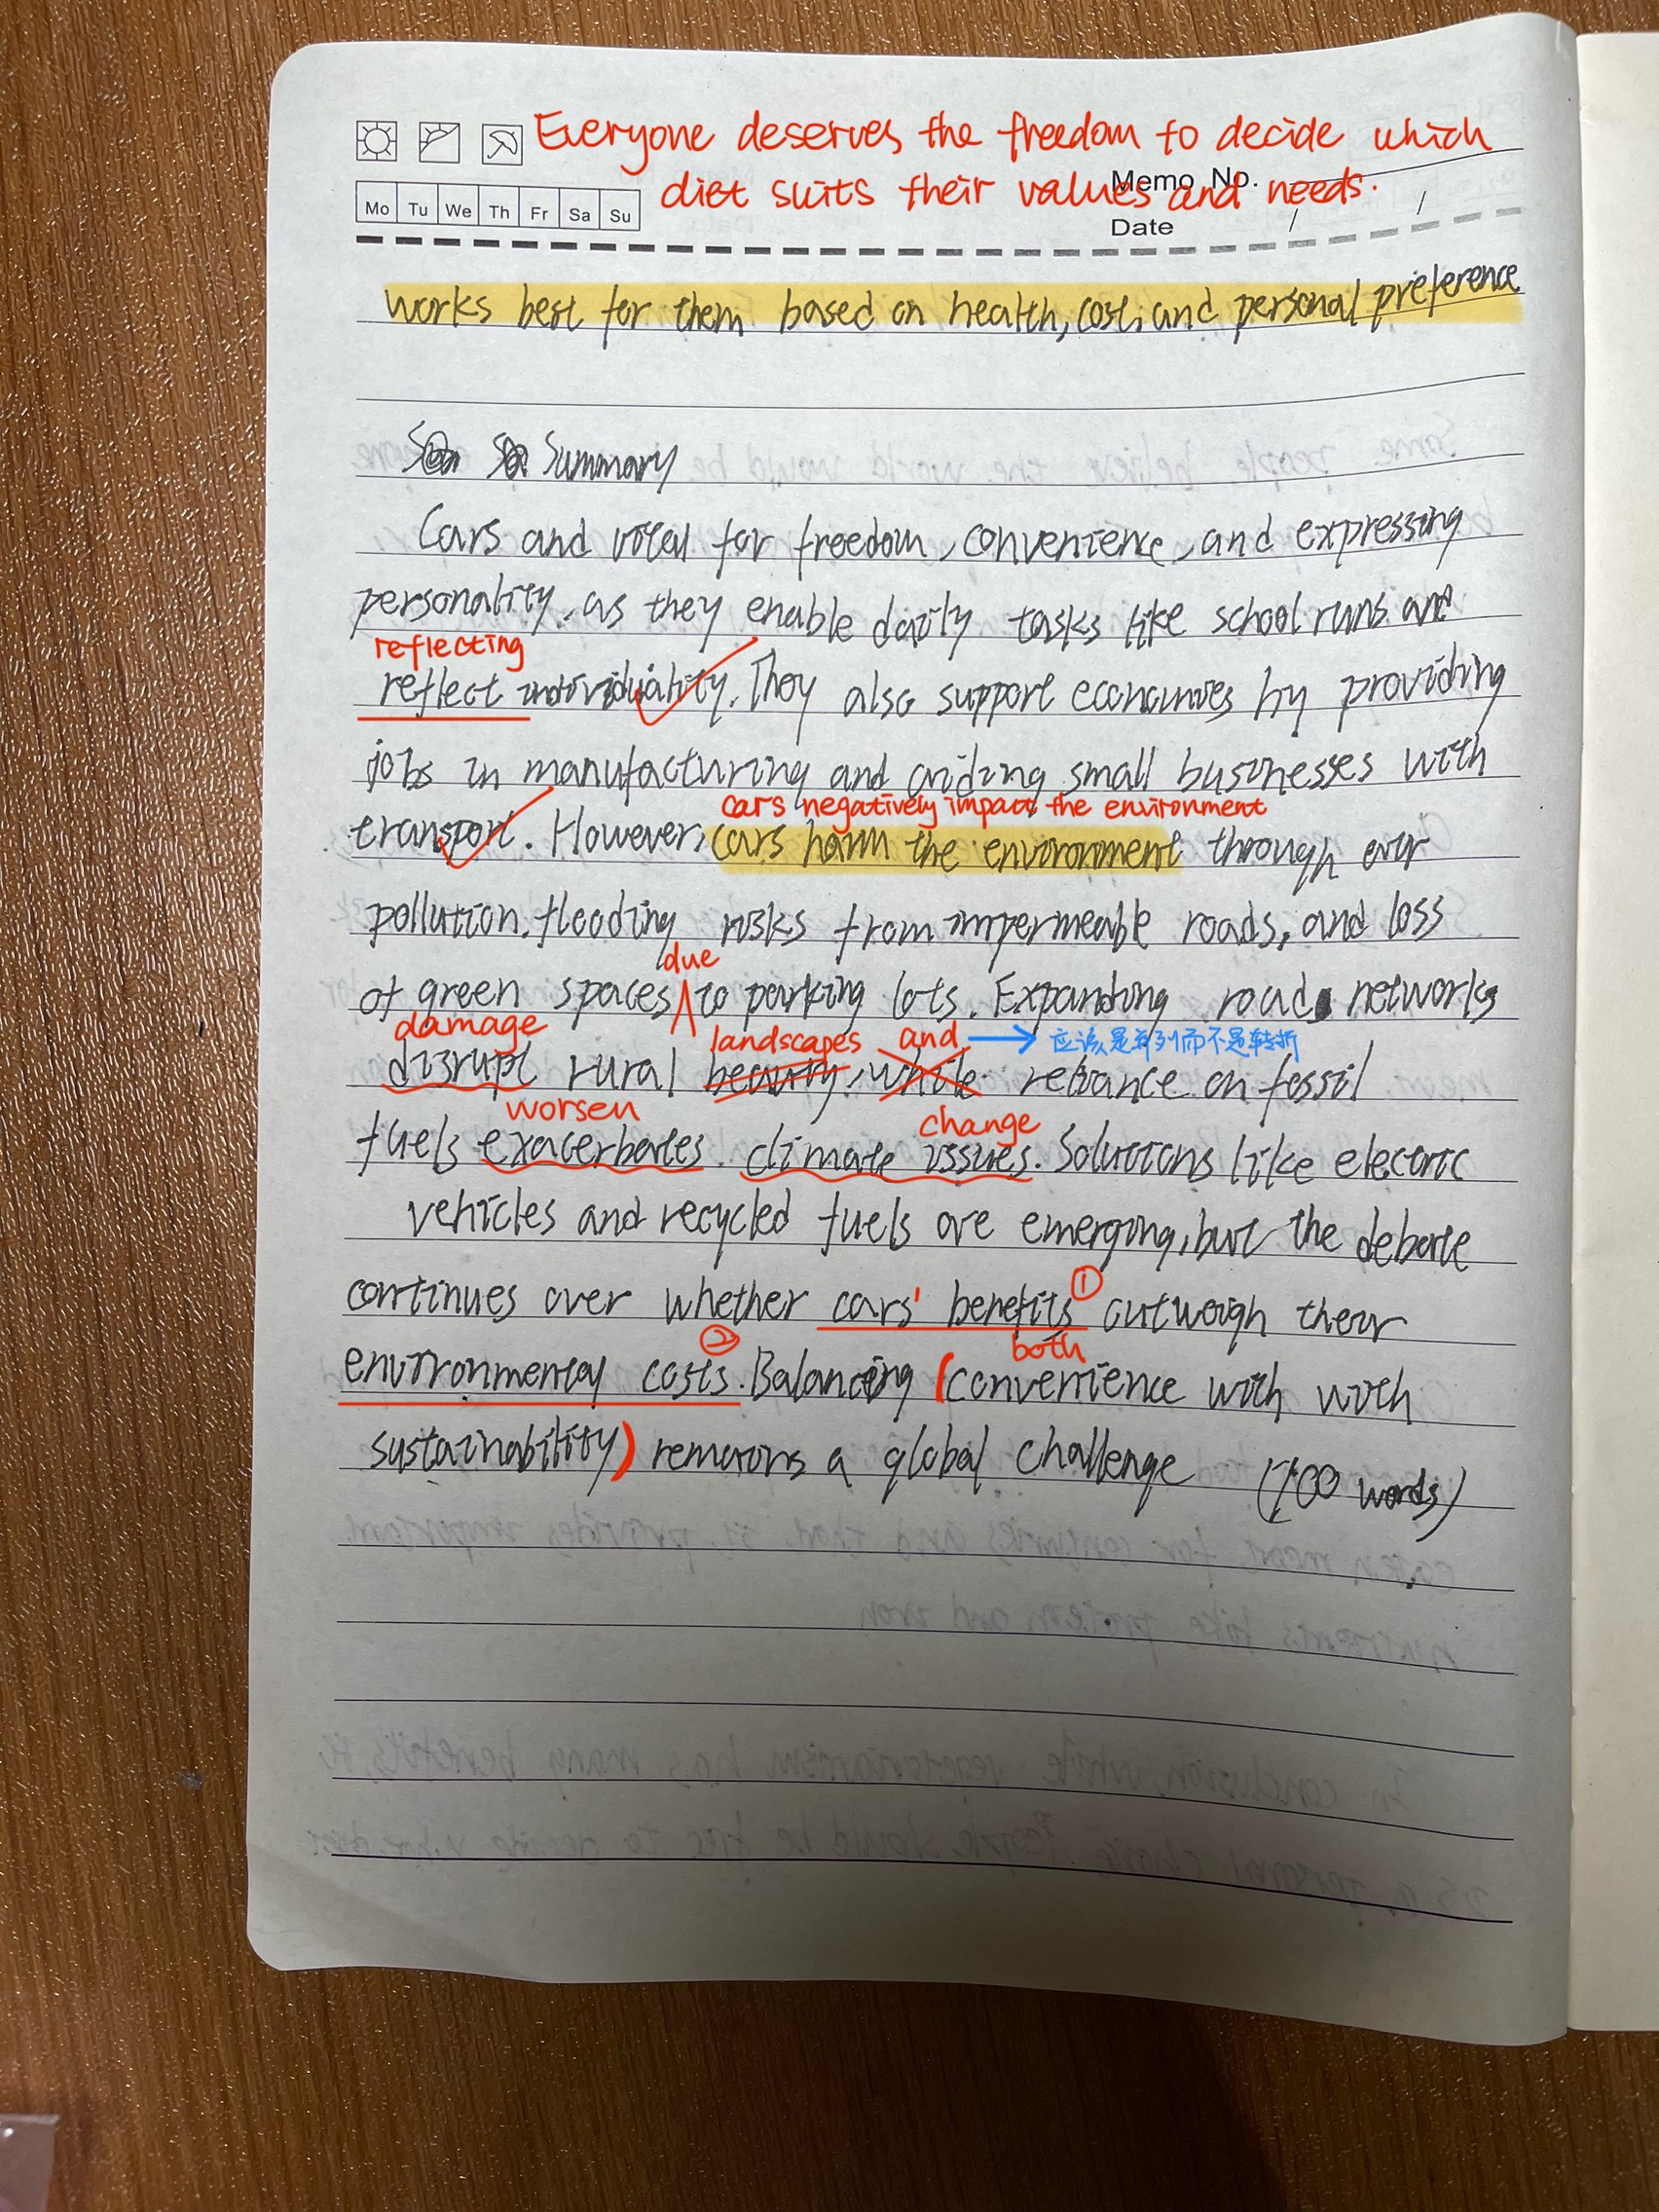 Everyone deserves the freedom to decide which
diet suits their values and needs.
Memo No.
Mo Tu We Th Fr Sa Su
Date / /
works best for them based on health, cost, and personal preference
Summary
Cars and for freedom, convenience, and expressing
personality, as they enable daily tasks like school runs and
reflecting
reflect individuality. They also support economies by providing
jobs in manufacturing and aiding small businesses with
cars negatively impact the environment
transport. However, cars harm the environment through
pollution, flooding risks from impermeable roads, and loss
due
of green spaces to parking lots. Expanding road networks
damage landscapes and → 应该是并列而不是转折
disrupt rural beauty, while reliance on fossil
worsen change
fuels exacerbates climate issues. Solutions like electric
vehicles and recycled fuels are emerging, but the debate
continues over whether cars' benefits ① outweigh their
② both
environmental costs. Balancing (convenience with with
sustainability) remains a global challenge (100 words)